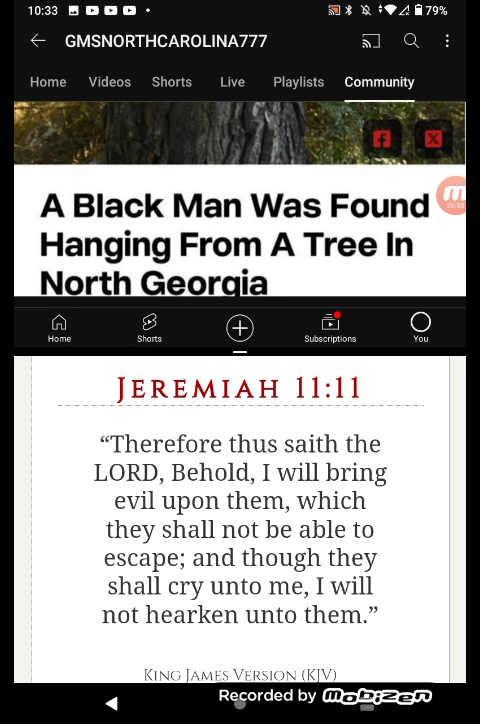 10:33
79%
GMSNORTHCAROLINA777
Home Videos Shorts Live Playlists Community
A Black Man Was Found
Hanging From A Tree In
North Georgia
26:53
Home Shorts Subscriptions You
JEREMIAH 11:11
“Therefore thus saith the
LORD, Behold, I will bring
evil upon them, which
they shall not be able to
escape; and though they
shall cry unto me, I will
not hearken unto them.”
KING JAMES VERSION (KJV)
Recorded by Mobizen